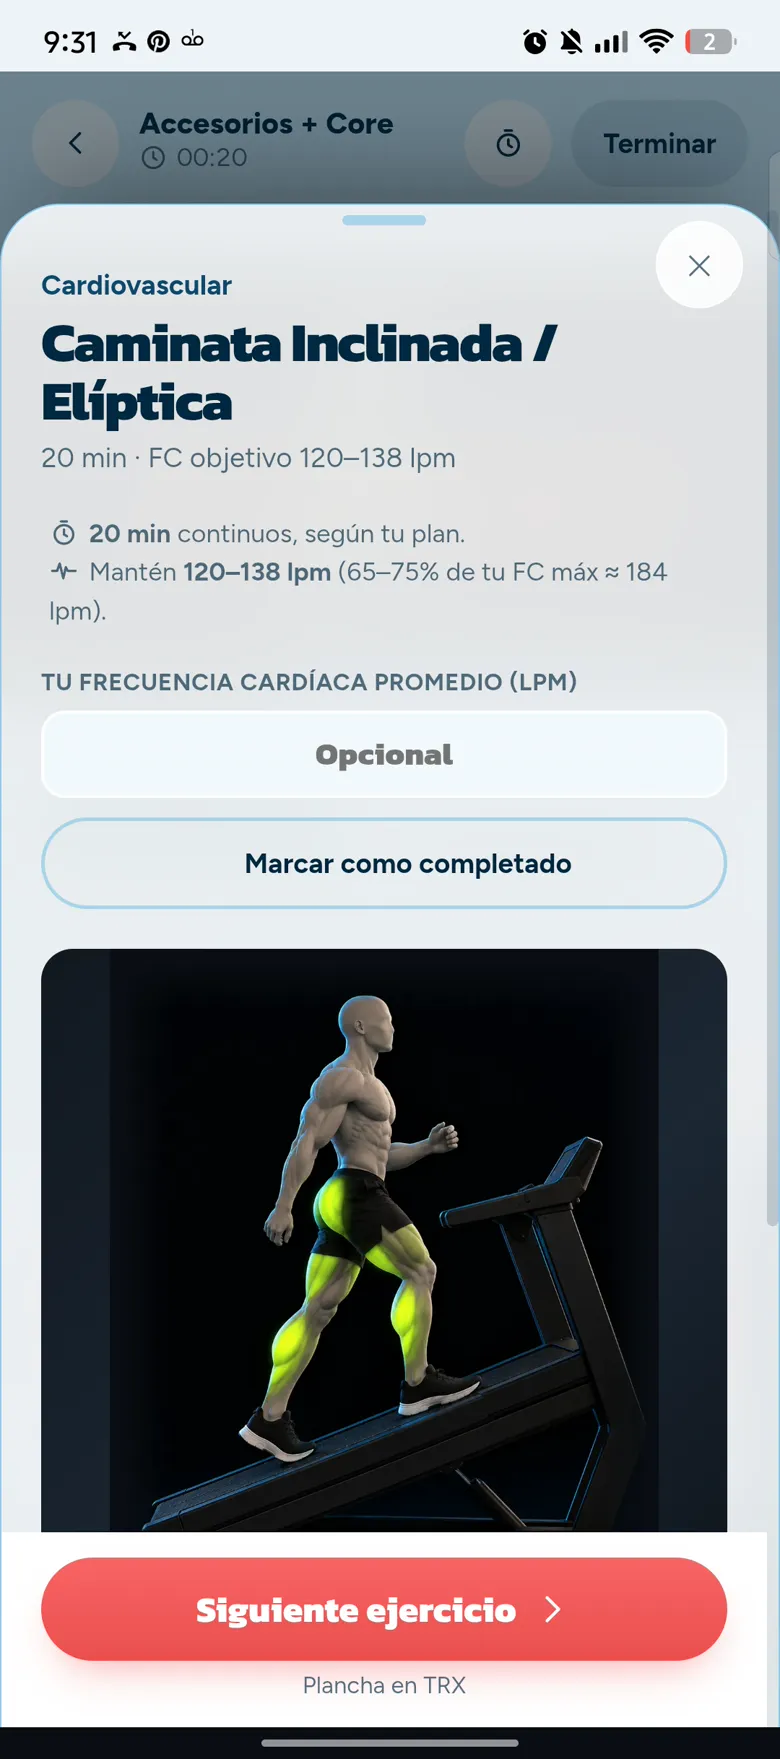 9:31
2
Accesorios + Core
00:20
Terminar
Cardiovascular
Caminata Inclinada /
Elíptica
20 min · FC objetivo 120–138 lpm
20 min continuos, según tu plan.
Mantén 120–138 lpm (65–75% de tu FC máx ≈ 184
lpm).
TU FRECUENCIA CARDÍACA PROMEDIO (LPM)
Opcional
Marcar como completado
Siguiente ejercicio
Plancha en TRX